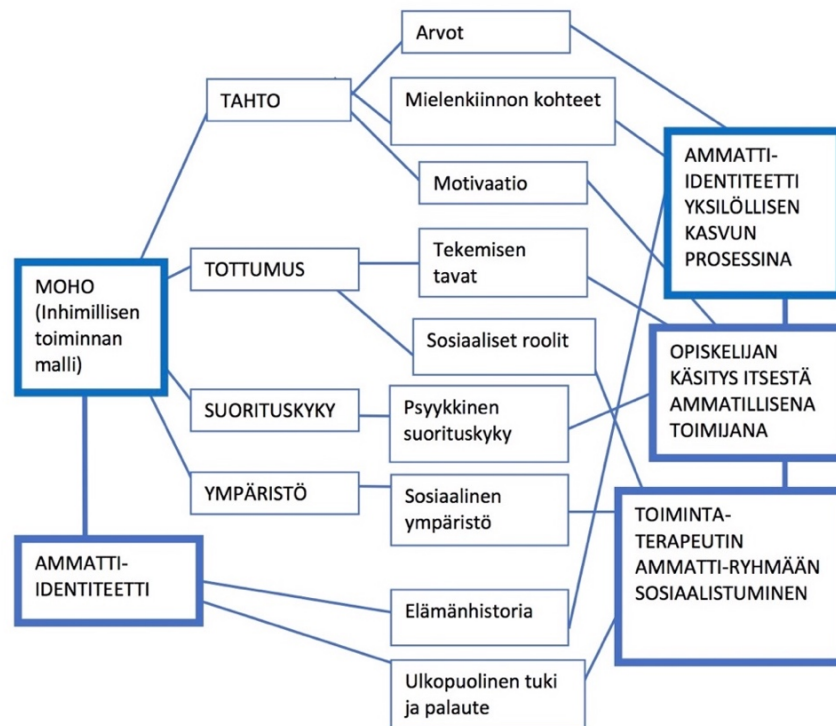 MOHO
(Inhimillisen
toiminnan
malli)
AMMATTI-
IDENTITEETTI
TAHTO
TOTTUMUS
SUORITUSKYKY
YMPÄRISTÖ
Arvot
Mielenkiinnon kohteet
Motivaatio
Tekemisen
tavat
Sosiaaliset roolit
Psyykkinen
suorituskyky
Sosiaalinen
ympäristö
Elämänhistoria
Ulkopuolinen tuki
ja palaute
AMMATTI-
IDENTITEETTI
YKSILÖLLISEN
KASVUN
PROSESSINA
OPISKELIJAN
KÄSITYS ITSESTÄ
AMMATILLISENA
TOIMIJANA
TOIMINTA-
TERAPEUTIN
AMMATTI-RYHMÄÄN
SOSIAALISTUMINEN